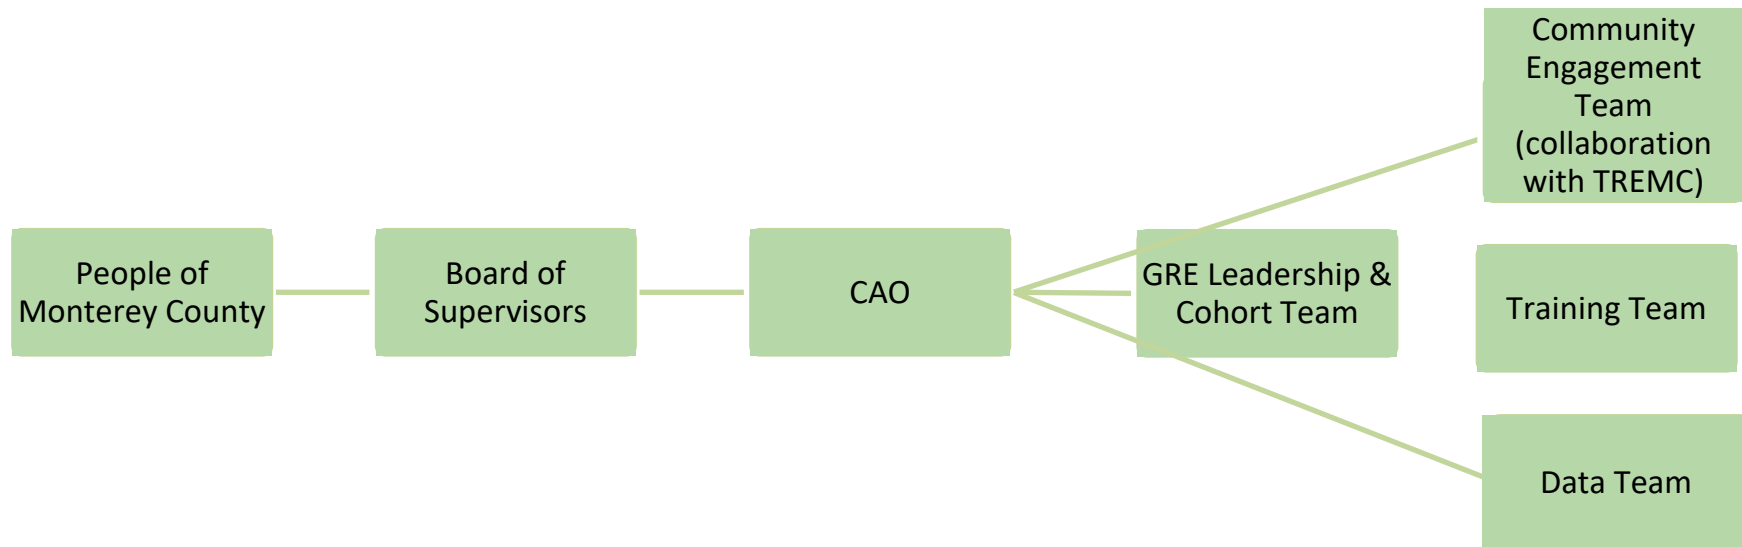 People of
Monterey County
Board of
Supervisors
CAO
GRE Leadership &
Cohort Team
Community
Engagement
Team
(collaboration
with TREMC)
Training Team
Data Team